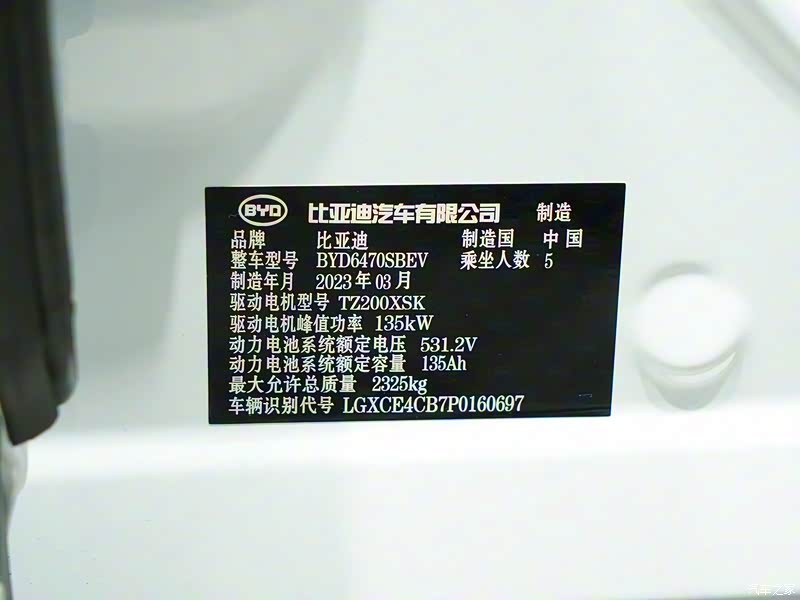 BYD 比亚迪汽车有限公司 制造
品牌 比亚迪 制造国 中国
整车型号 BYD6470SBEV 乘坐人数 5
制造年月 2023年03月
驱动电机型号 TZ200XSK
驱动电机峰值功率 135kW
动力电池系统额定电压 531.2V
动力电池系统额定容量 135Ah
最大允许总质量 2325kg
车辆识别代号 LGXCE4CB7P0160697
汽车之家